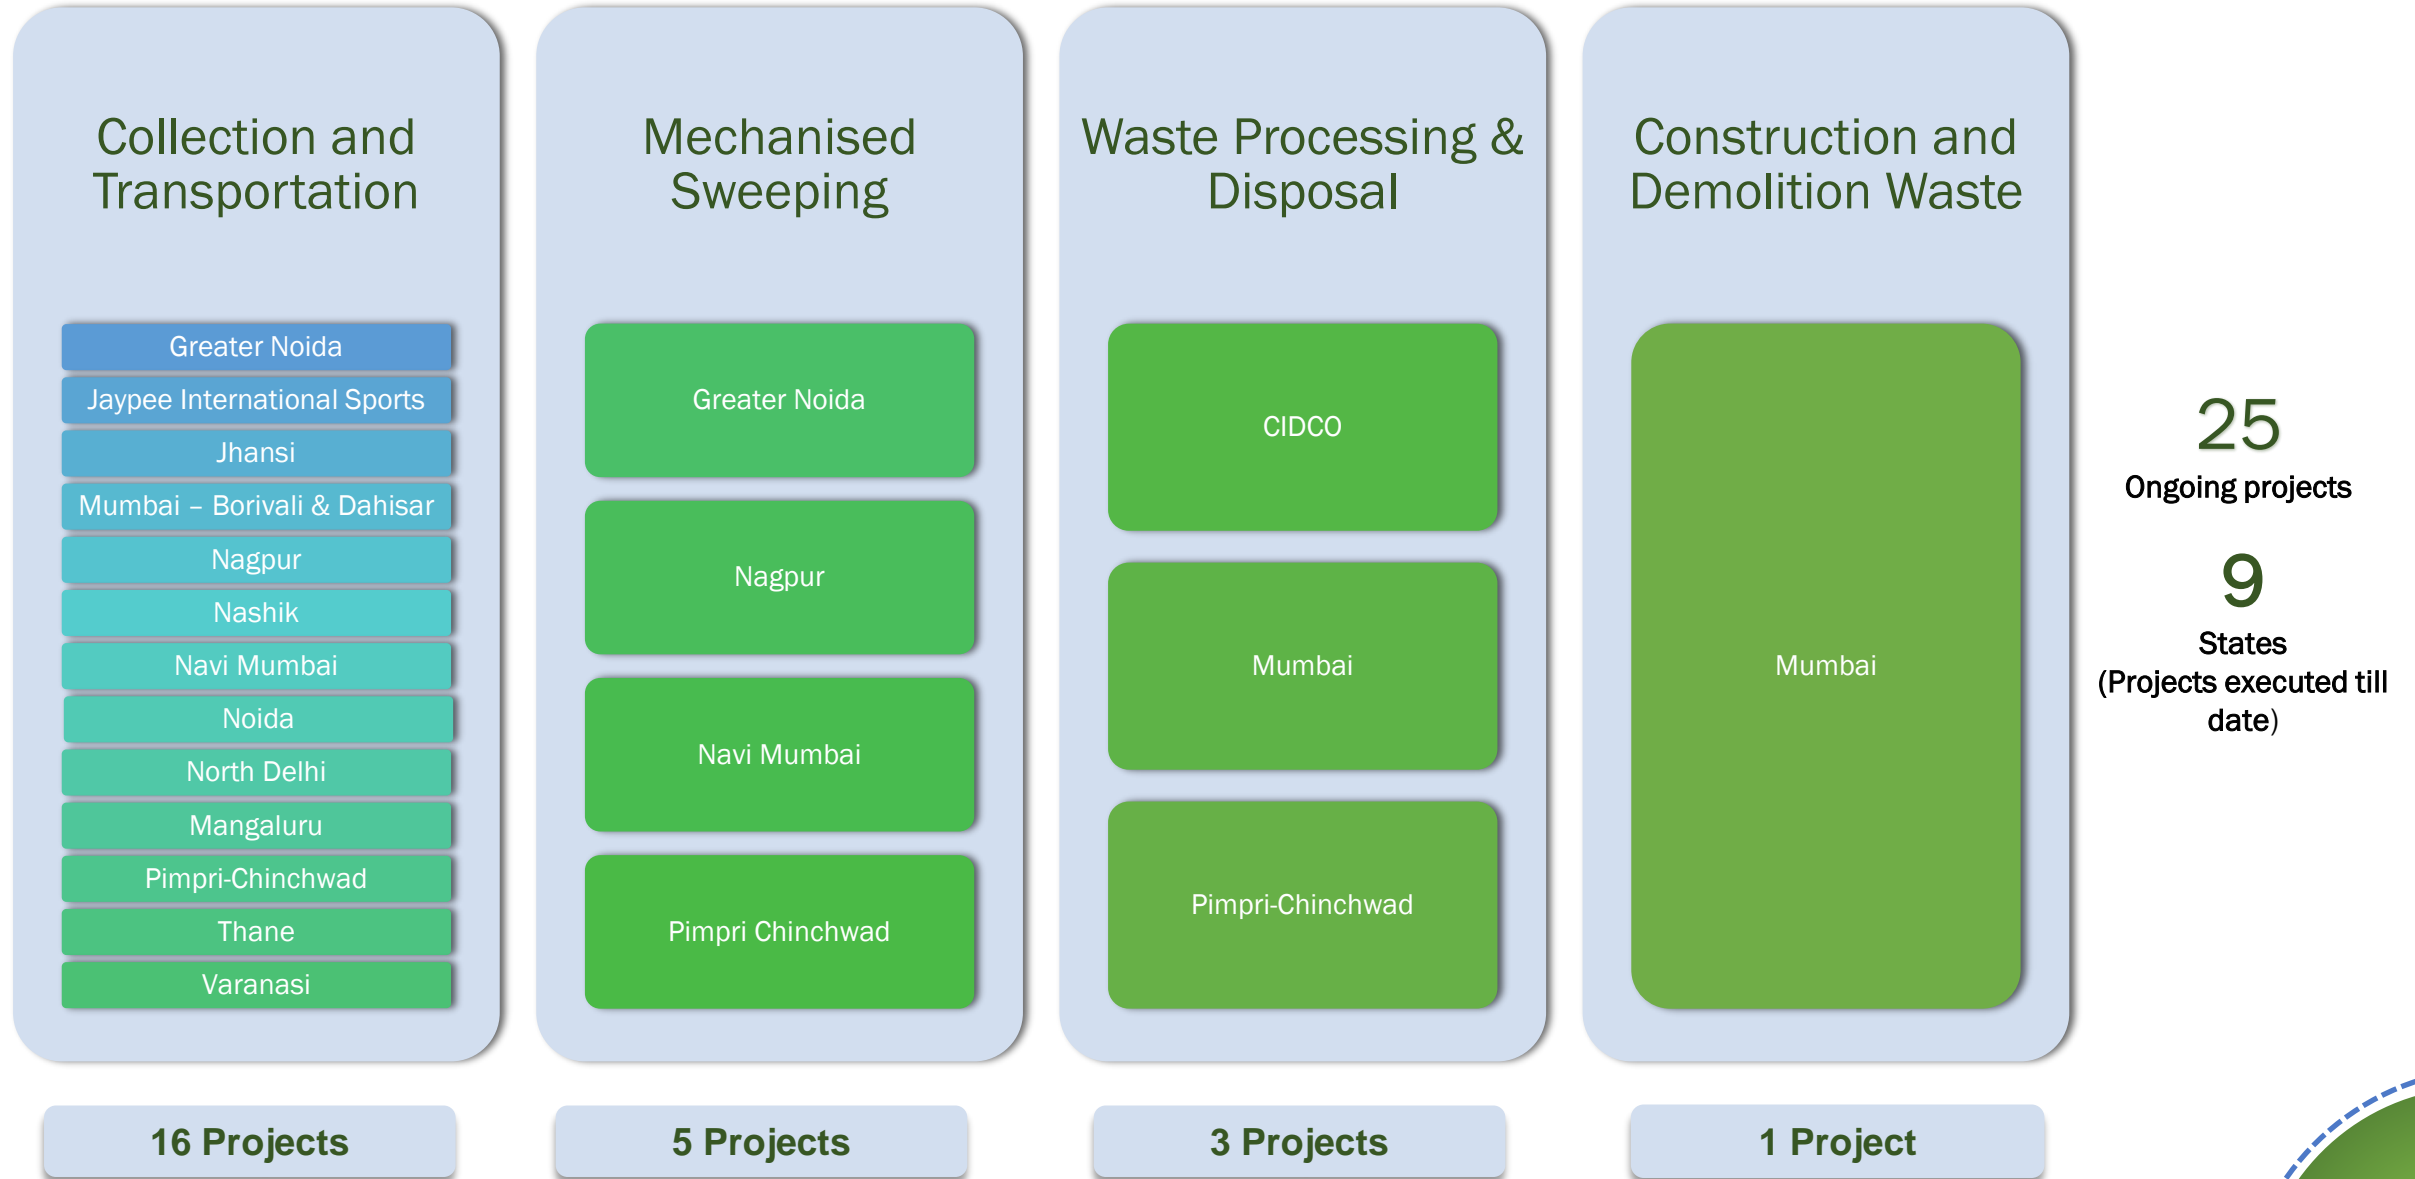 Collection and
Transportation
Greater Noida
Jaypee International Sports
Jhansi
Mumbai – Borivali & Dahisar
Nagpur
Nashik
Navi Mumbai
Noida
North Delhi
Mangaluru
Pimpri-Chinchwad
Thane
Varanasi
16 Projects
Mechanised
Sweeping
Greater Noida
Nagpur
Navi Mumbai
Pimpri Chinchwad
5 Projects
Waste Processing &
Disposal
CIDCO
Mumbai
Pimpri-Chinchwad
3 Projects
Construction and
Demolition Waste
Mumbai
1 Project
25
Ongoing projects
9
States
(Projects executed till
date)